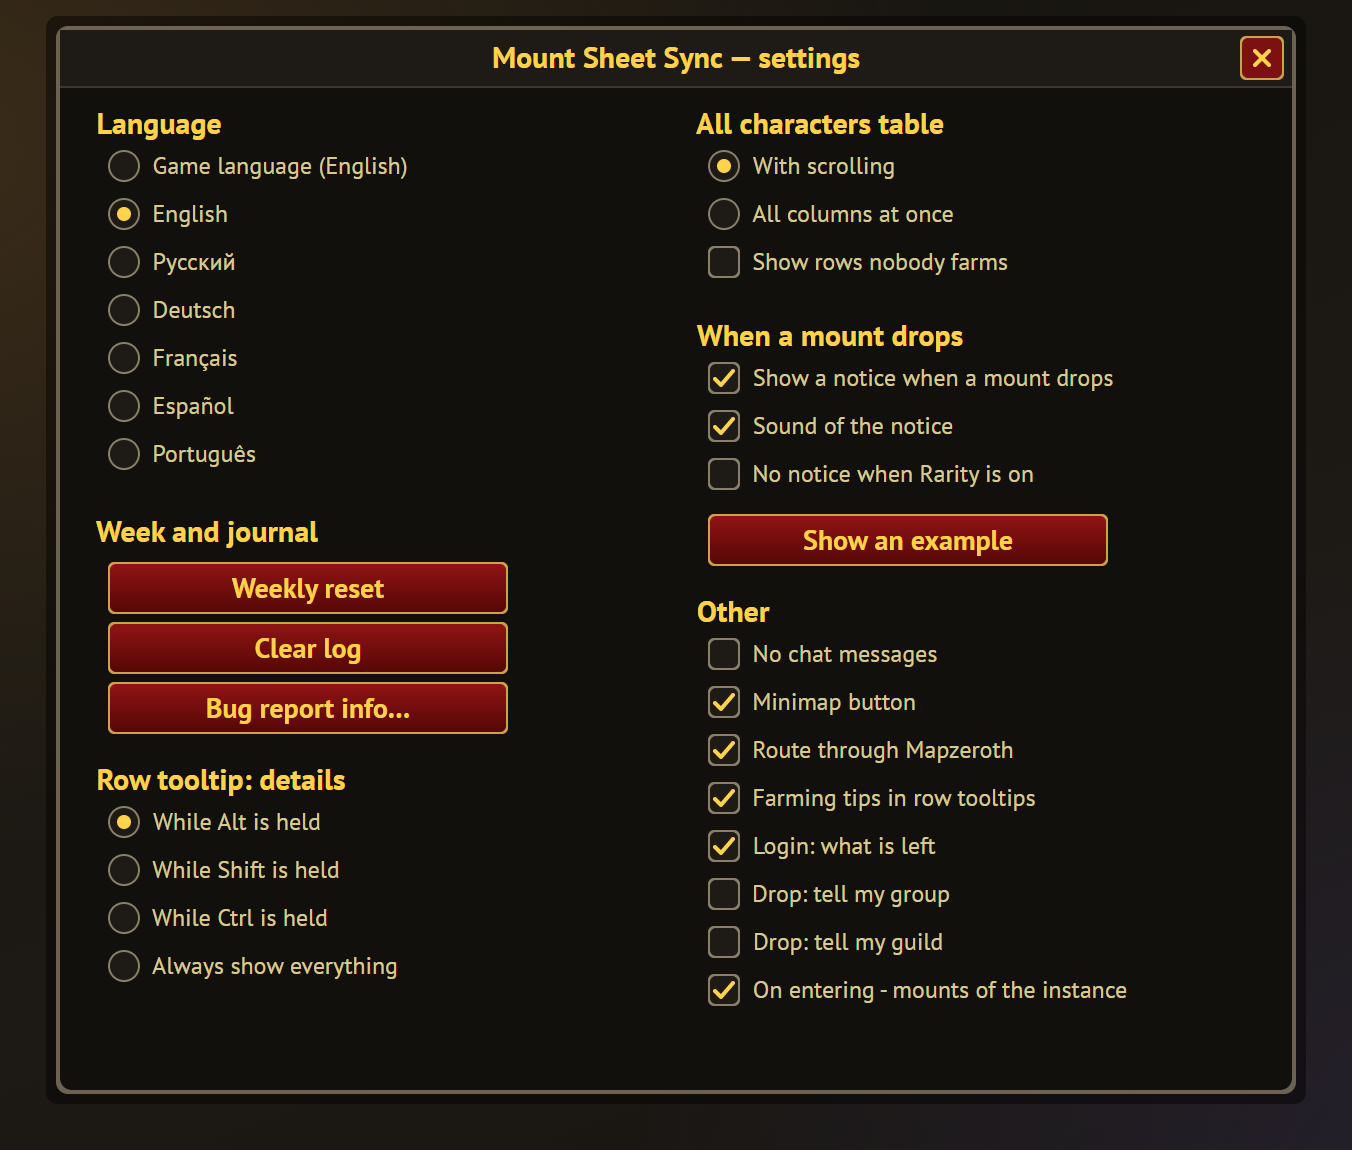 Mount Sheet Sync — settings
Language
Game language (English)
English
Русский
Deutsch
Français
Español
Português
Week and journal
Weekly reset
Clear log
Bug report info...
Row tooltip: details
While Alt is held
While Shift is held
While Ctrl is held
Always show everything
All characters table
With scrolling
All columns at once
Show rows nobody farms
When a mount drops
Show a notice when a mount drops
Sound of the notice
No notice when Rarity is on
Show an example
Other
No chat messages
Minimap button
Route through Mapzeroth
Farming tips in row tooltips
Login: what is left
Drop: tell my group
Drop: tell my guild
On entering - mounts of the instance